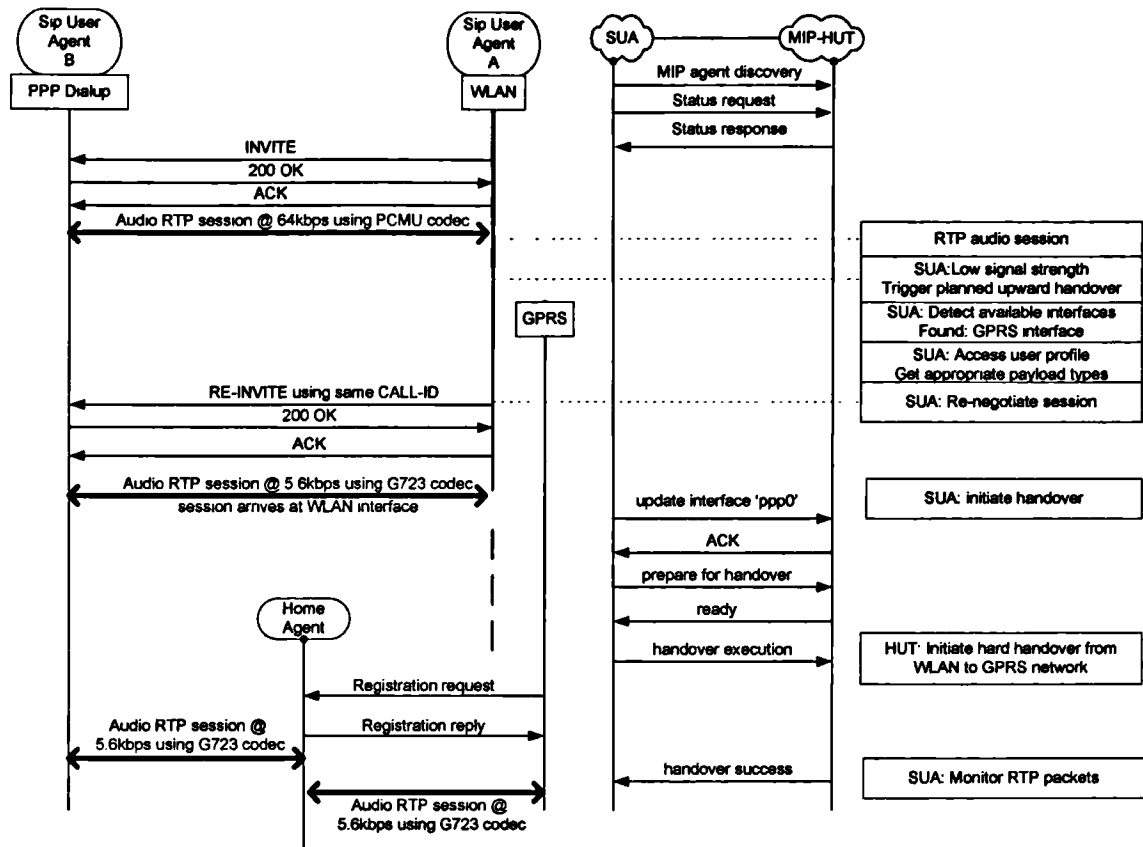 Sip User
Agent
B
PPP Dialup
Sip User
Agent
A
WLAN
SUA
MIP-HUT
MIP agent discovery
Status request
Status response
INVITE
200 OK
ACK
Audio RTP session @ 64kbps using PCMU codec
RTP audio session
SUA:Low signal strength
Trigger planned upward handover
GPRS
SUA: Detect available interfaces
Found: GPRS interface
SUA: Access user profile
Get appropriate payload types
RE-INVITE using same CALL-ID
SUA: Re-negotiate session
200 OK
ACK
Audio RTP session @ 5.6kbps using G723 codec
session arrives at WLAN interface
SUA: initiate handover
update interface 'ppp0'
ACK
prepare for handover
ready
Home
Agent
handover execution
HUT: Initiate hard handover from
WLAN to GPRS network
Registration request
Registration reply
Audio RTP session @
5.6kbps using G723 codec
handover success
SUA: Monitor RTP packets
Audio RTP session @
5.6kbps using G723 codec